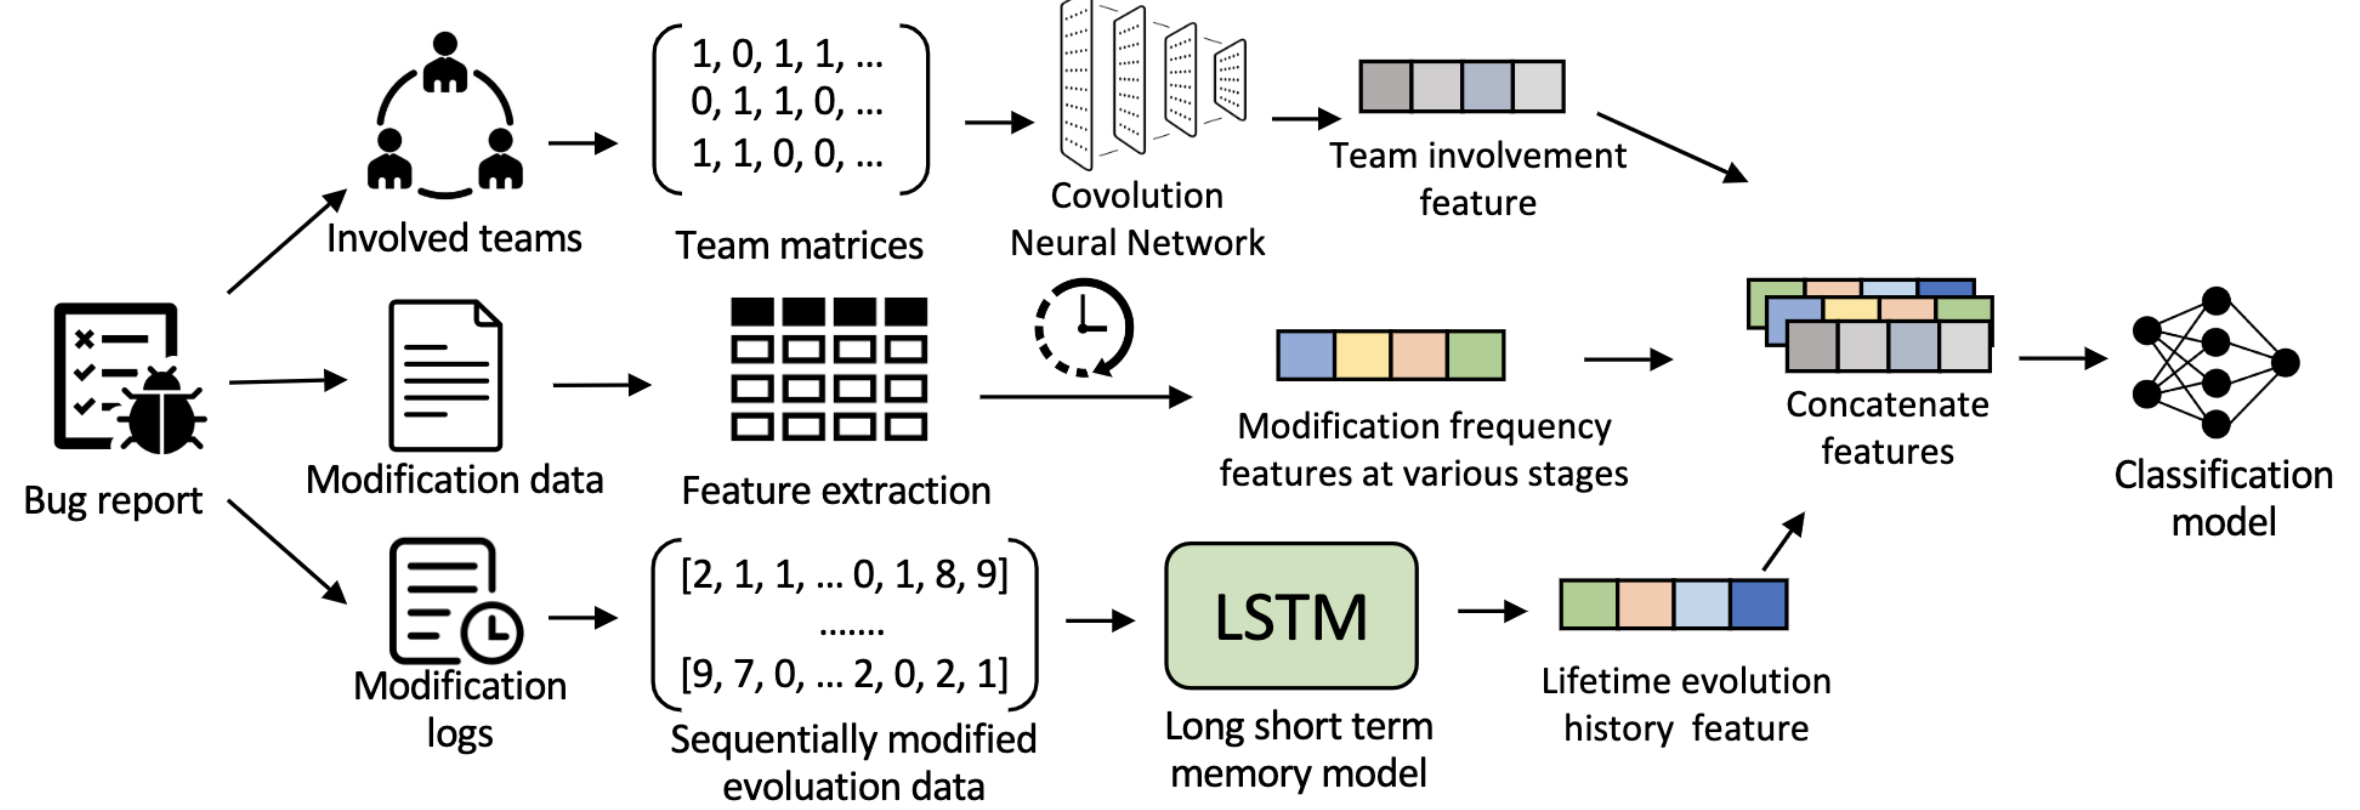 1, 0, 1, 1, ...
0, 1, 1, 0, ...
1, 1, 0, 0, ...
Involved teams
Team matrices
Covolution
Neural Network
Team involvement
feature
Bug report
Modification data
Feature extraction
Modification frequency
features at various stages
Concatenate
features
Classification
model
Modification
logs
[2, 1, 1, ... 0, 1, 8, 9]
.......
[9, 7, 0, ... 2, 0, 2, 1]
Sequentially modified
evoluation data
LSTM
Long short term
memory model
Lifetime evolution
history feature